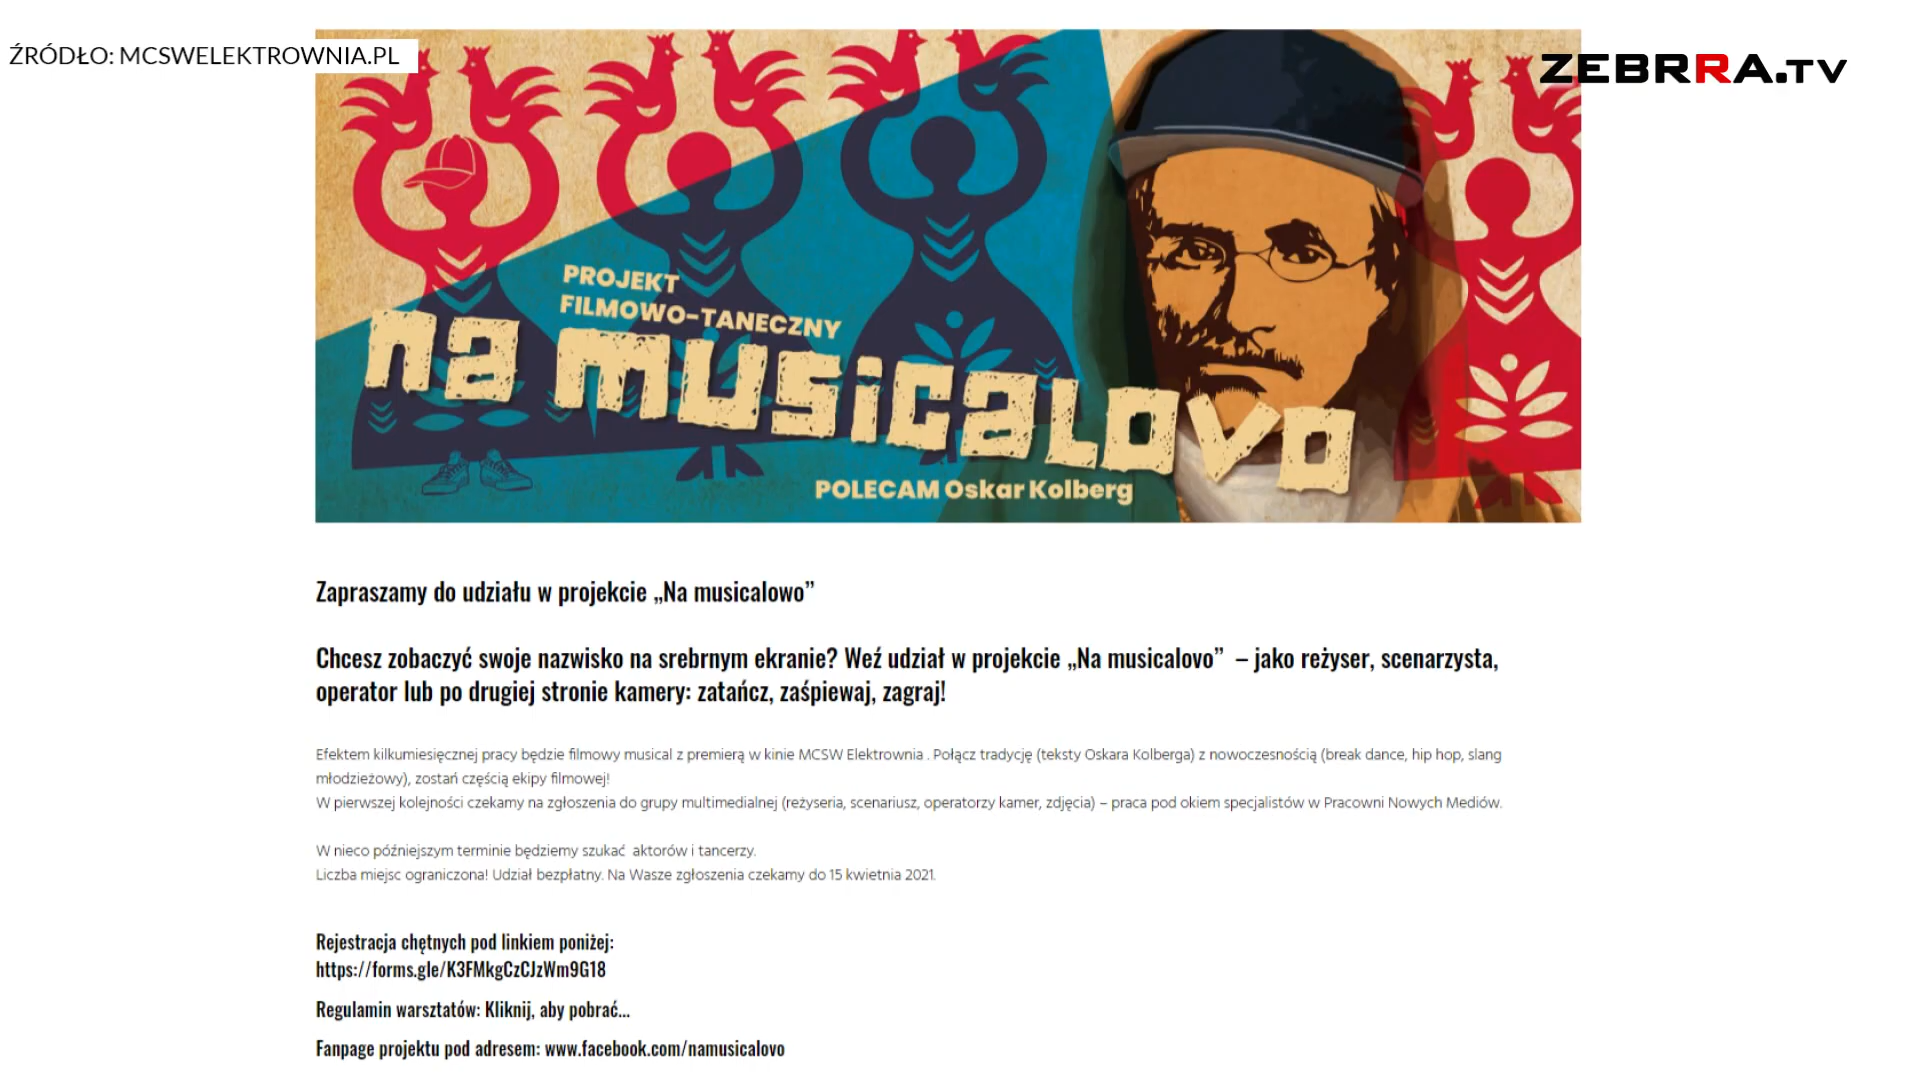 ŹRÓDŁO: MCSWELEKTROWNIA.PL
ZEBRRA.TV
PROJEKT
FILMOWO-TANECZNY
na musicalovo
POLECAM Oskar Kolberg
Zapraszamy do udziału w projekcie „Na musicalowo”
Chcesz zobaczyć swoje nazwisko na srebrnym ekranie? Weź udział w projekcie „Na musicalovo” – jako reżyser, scenarzysta,
operator lub po drugiej stronie kamery: zatańcz, zaśpiewaj, zagraj!
Efektem kilkumiesięcznej pracy będzie filmowy musical z premierą w kinie MCSW Elektrownia . Połącz tradycję (teksty Oskara Kolberga) z nowoczesnością (break dance, hip hop, slang
młodzieżowy), zostań częścią ekipy filmowej!
W pierwszej kolejności czekamy na zgłoszenia do grupy multimedialnej (reżyseria, scenariusz, operatorzy kamer, zdjęcia) – praca pod okiem specjalistów w Pracowni Nowych Mediów.
W nieco późniejszym terminie będziemy szukać aktorów i tancerzy.
Liczba miejsc ograniczona! Udział bezpłatny. Na Wasze zgłoszenia czekamy do 15 kwietnia 2021.
Rejestracja chętnych pod linkiem poniżej:
https://forms.gle/K3FMkgCzCJzWm9G18
Regulamin warsztatów: Kliknij, aby pobrać...
Fanpage projektu pod adresem: www.facebook.com/namusicalovo